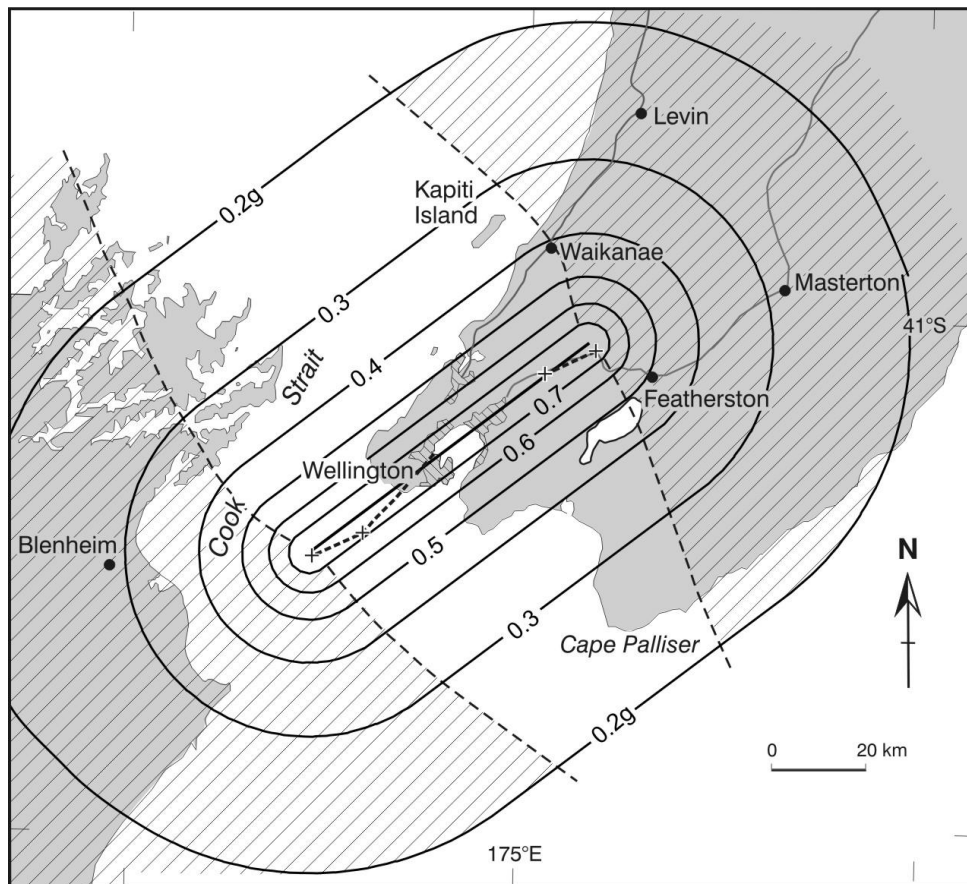 Levin
Kapiti
Island
0.2g
Waikanae
0.3
Masterton
41°S
Strait
0.4
Featherston
0.7
0.6
Wellington
Cook
Blenheim
0.5
N
0.3
Cape Palliser
0.2g
0 20 km
175°E